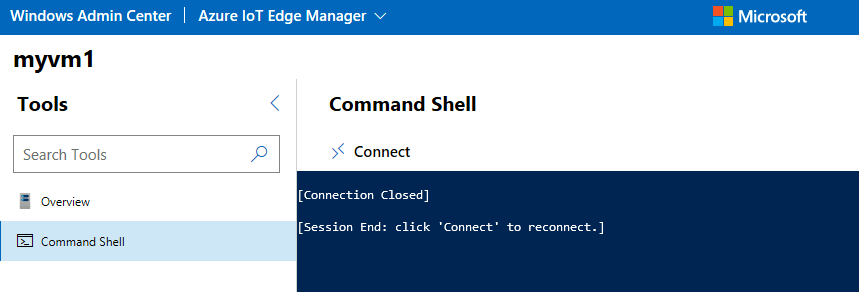 Windows Admin Center | Azure IoT Edge Manager Microsoft
myvm1
Tools
Search Tools
Overview
Command Shell
Command Shell
Connect
[Connection Closed]
[Session End: click 'Connect' to reconnect.]